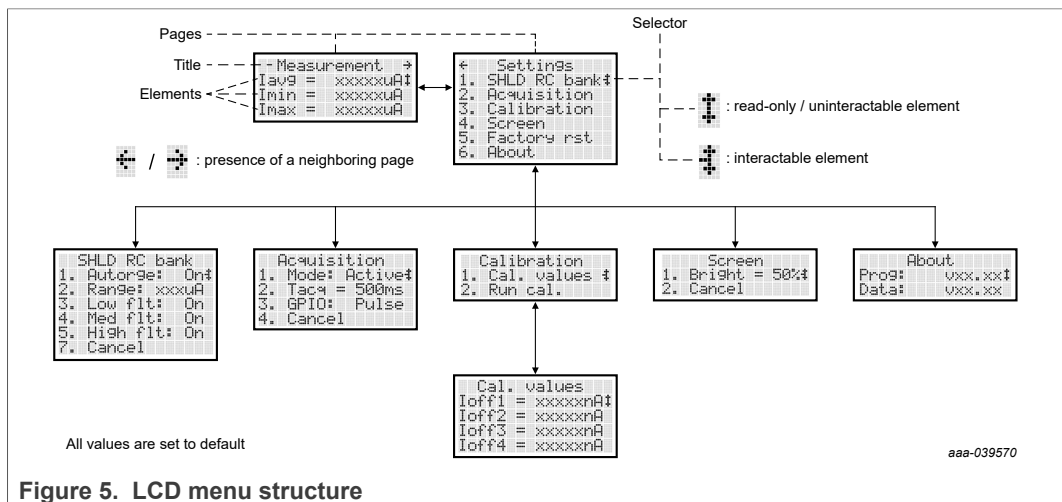 Pages
Title
Elements
Selector
- Measurement →
Iavg = xxxxxuA↕
Imin = xxxxxuA
Imax = xxxxxuA
← Settings
1. SHLD RC bank↕
2. Acquisition
3. Calibration
4. Screen
5. Factory rst
6. About
: read-only / uninteractable element
: interactable element
← / → : presence of a neighboring page
SHLD RC bank
1. Autorge: On↕
2. Range: xxxuA
3. Low flt: On
4. Med flt: On
5. High flt: On
7. Cancel
Acquisition
1. Mode: Active↕
2. Tacq = 500ms
3. GPIO: Pulse
4. Cancel
Calibration
1. Cal. values ↕
2. Run cal.
Screen
1. Bright = 50%↕
2. Cancel
About
Prog: vxx.xx↕
Data: vxx.xx
Cal. values
Ioff1 = xxxxxnA↕
Ioff2 = xxxxxnA
Ioff3 = xxxxxnA
Ioff4 = xxxxxnA
All values are set to default
aaa-039570
Figure 5. LCD menu structure